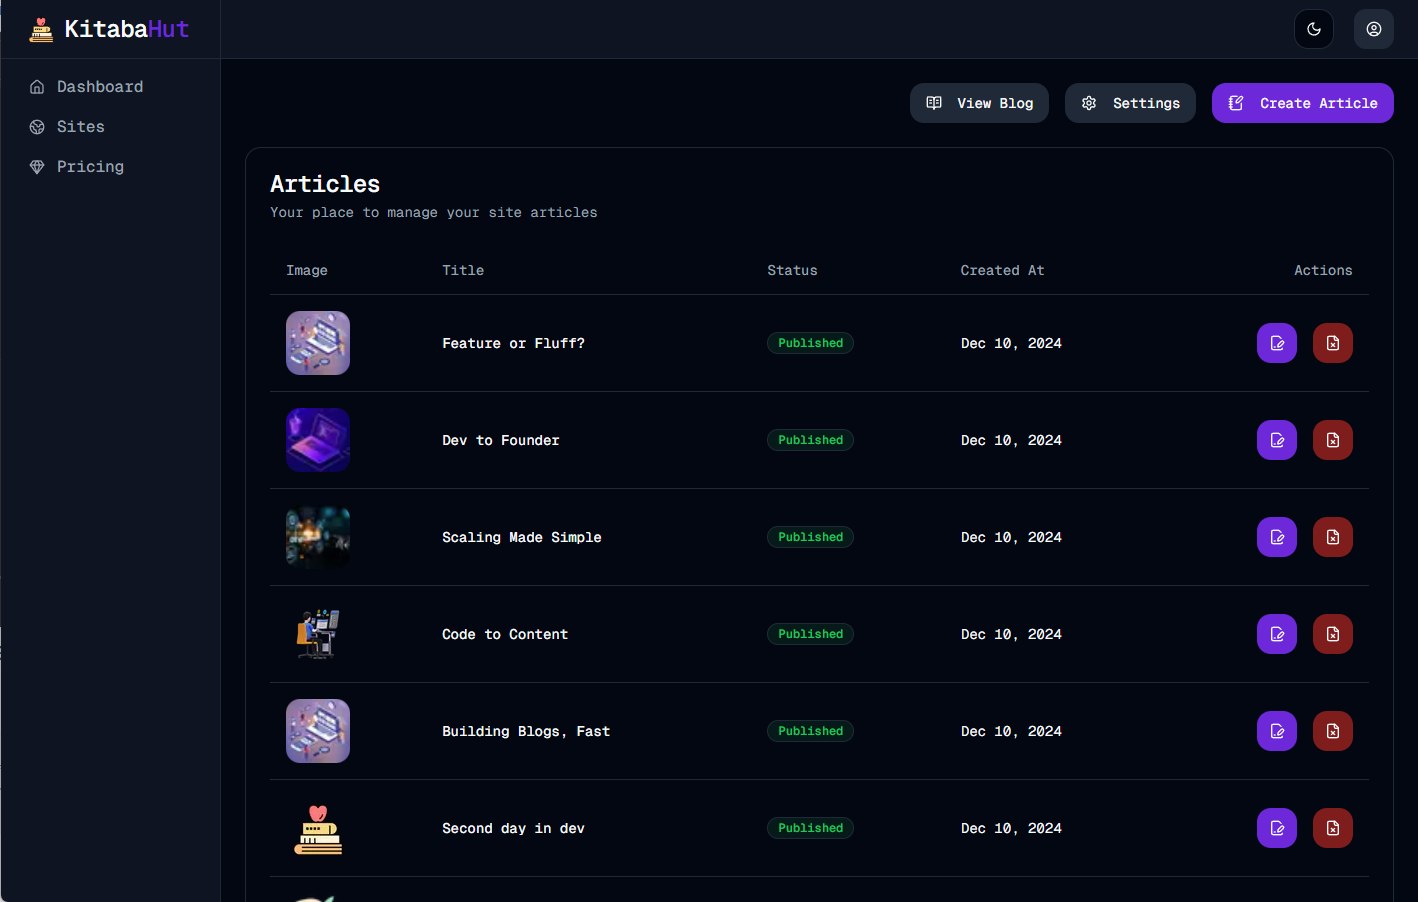 KitabaHut
Dashboard
Sites
Pricing
View Blog Settings Create Article
Articles
Your place to manage your site articles
Image Title Status Created At Actions
Feature or Fluff? Published Dec 10, 2024
Dev to Founder Published Dec 10, 2024
Scaling Made Simple Published Dec 10, 2024
Code to Content Published Dec 10, 2024
Building Blogs, Fast Published Dec 10, 2024
Second day in dev Published Dec 10, 2024